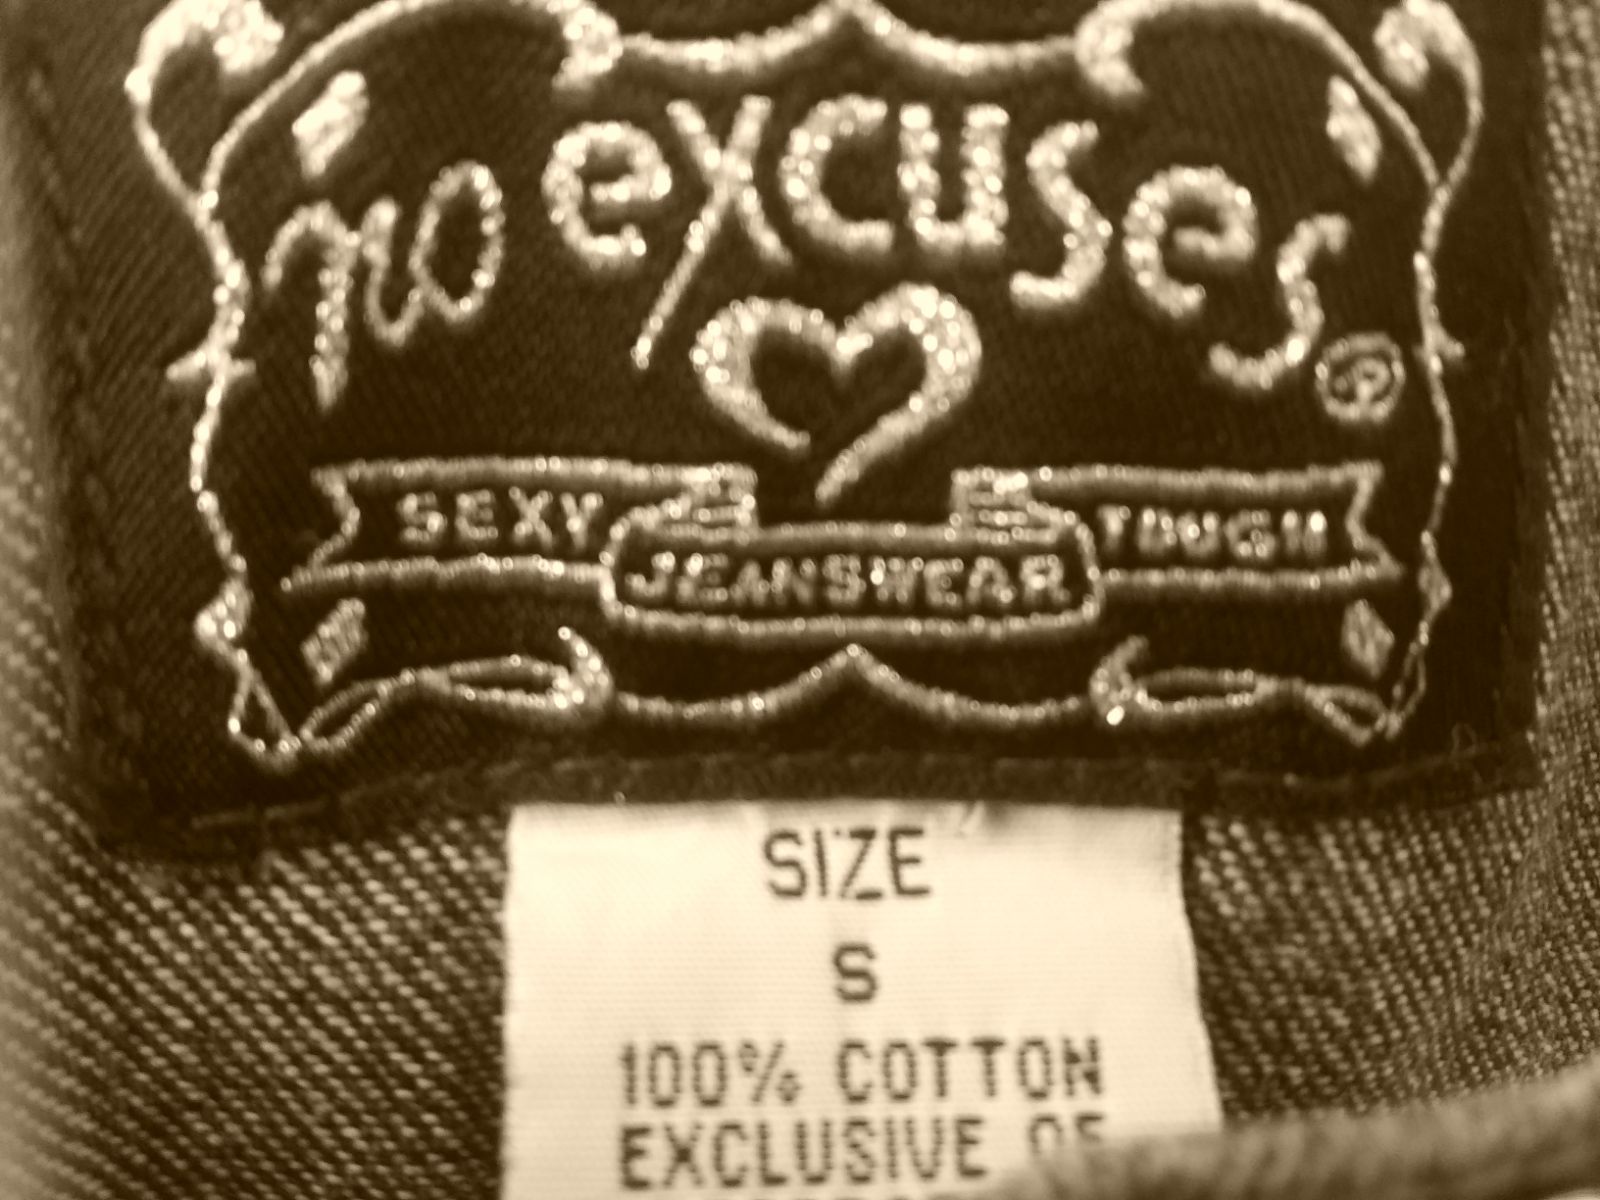 no excuses®
SEXY JEANSWEAR TOUGH
SIZE
S
100% COTTON
EXCLUSIVE OF